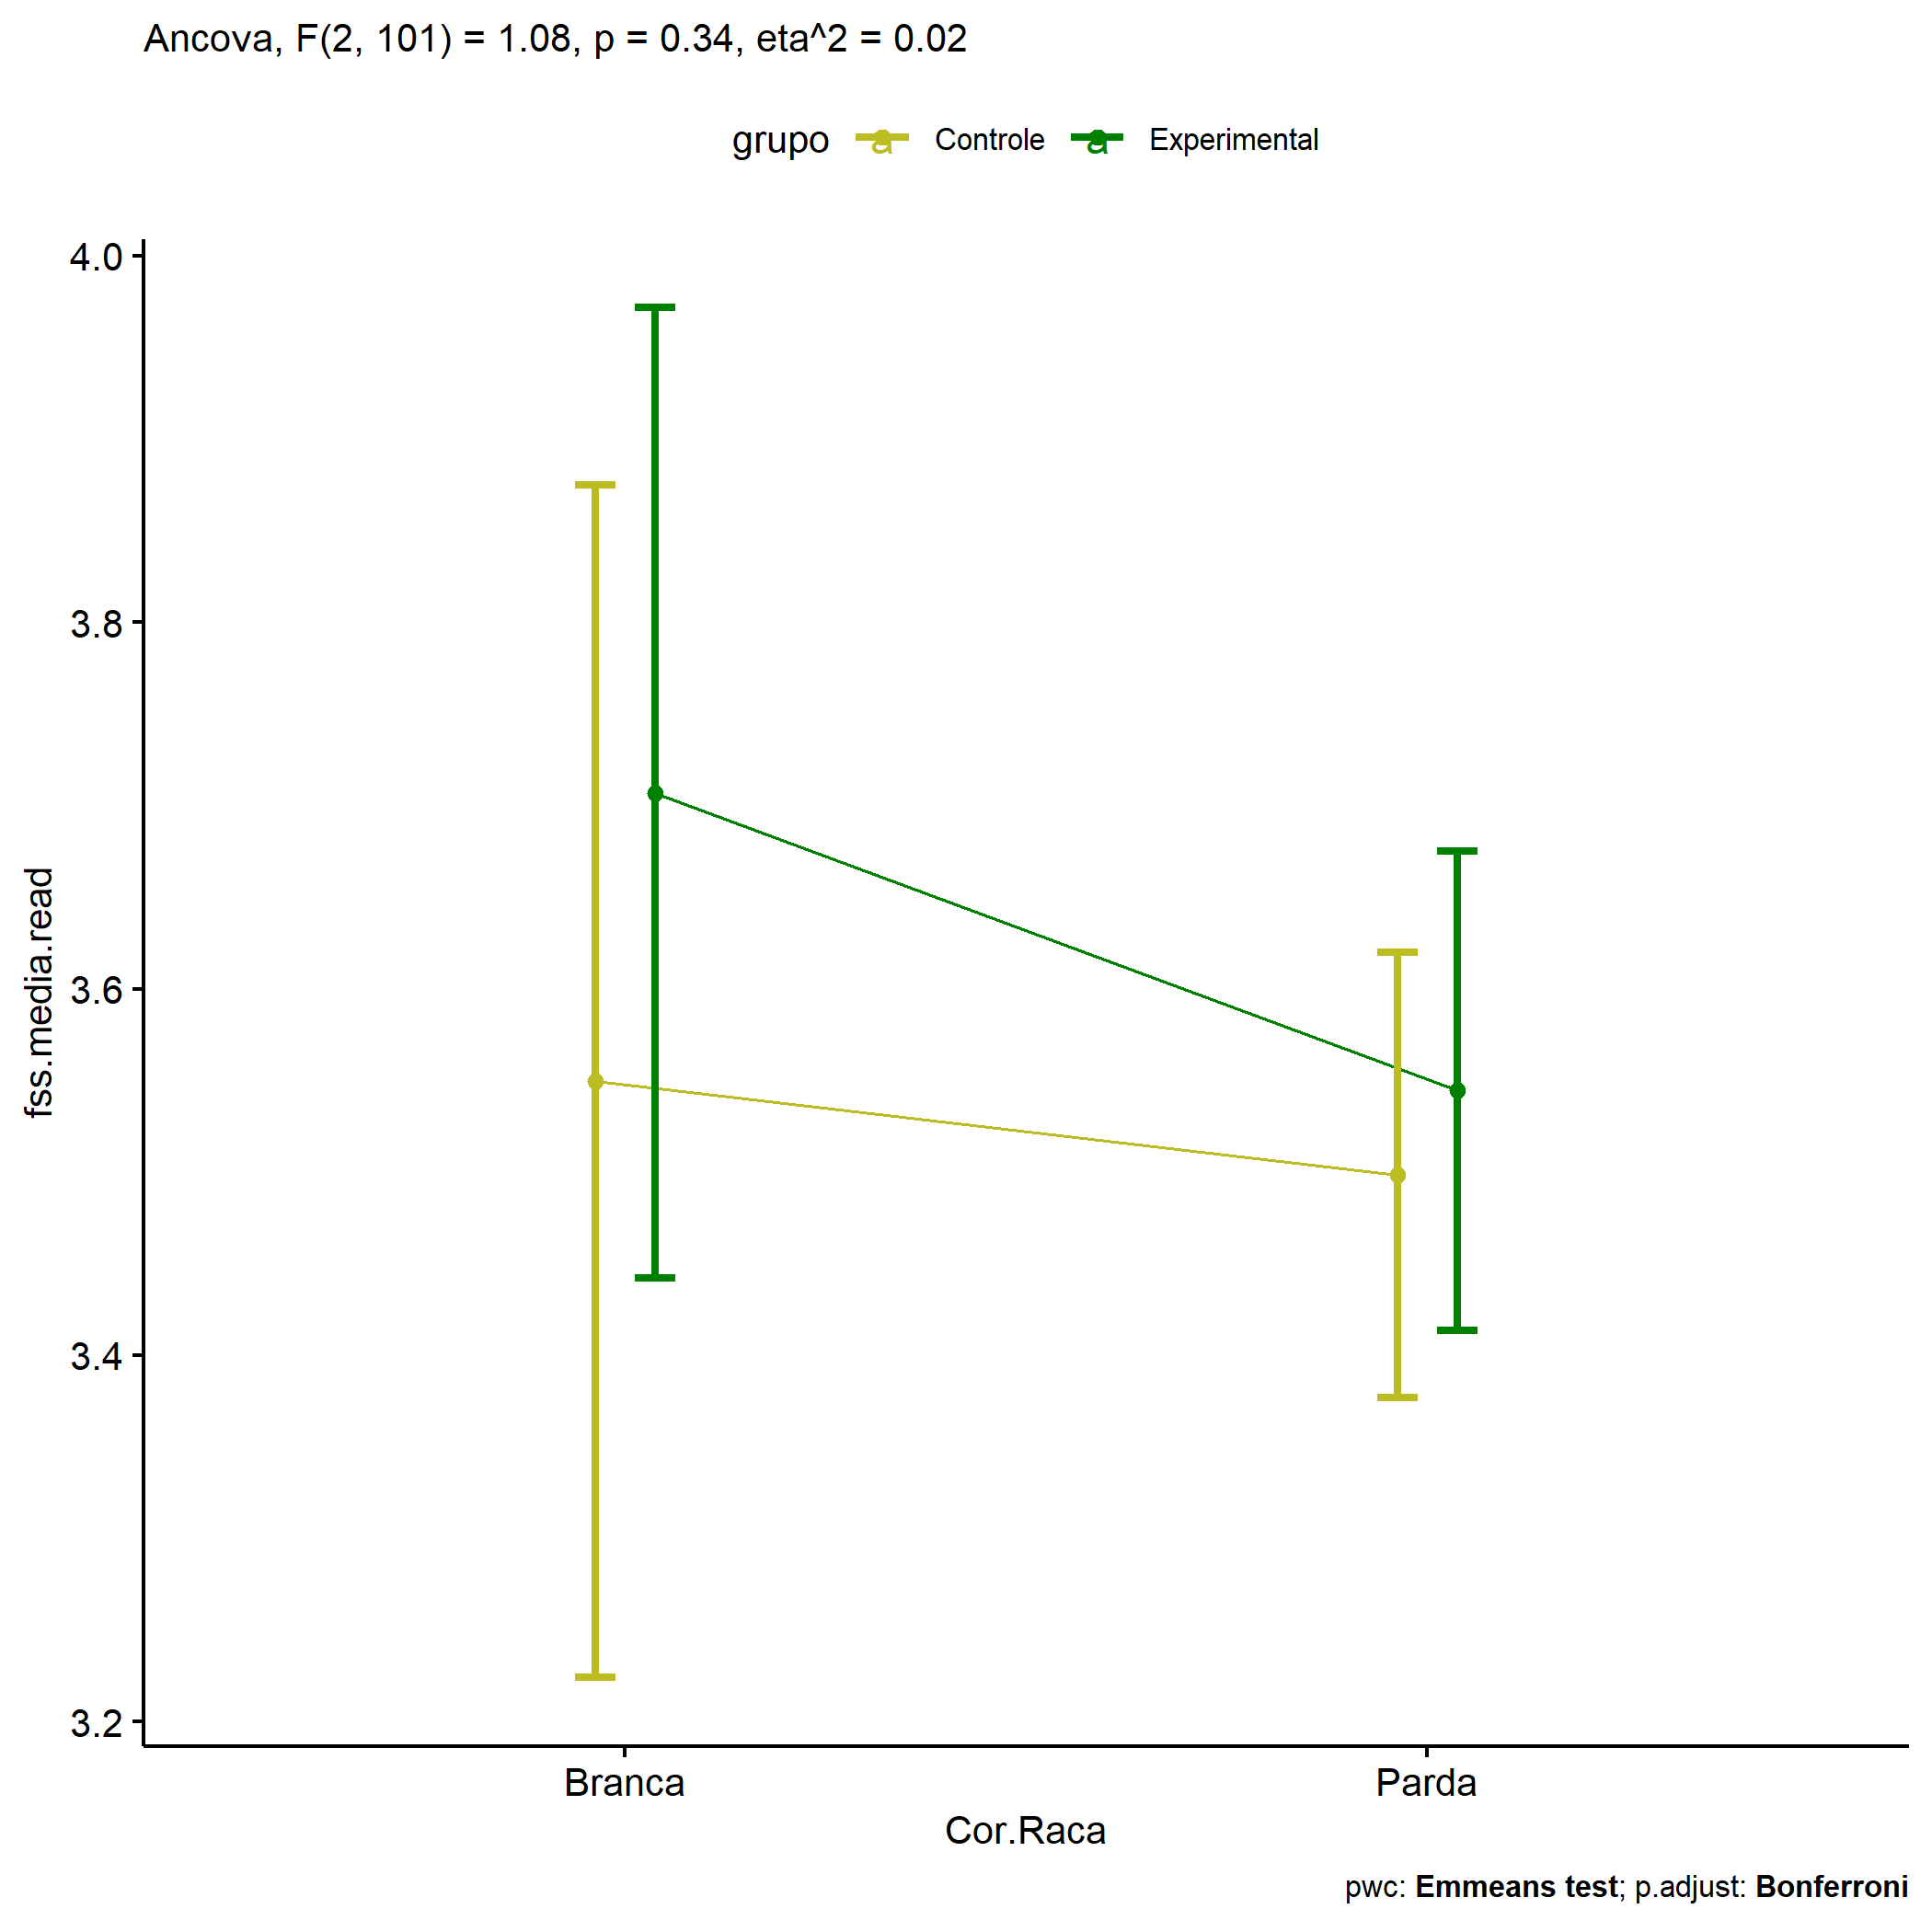 Ancova, F(2, 101) = 1.08, p = 0.34, eta^2 = 0.02
grupo a Controle a Experimental
4.0
3.8
3.6
3.4
3.2
fss.media.read
Branca Parda
Cor.Raca
pwc: Emmeans test; p.adjust: Bonferroni